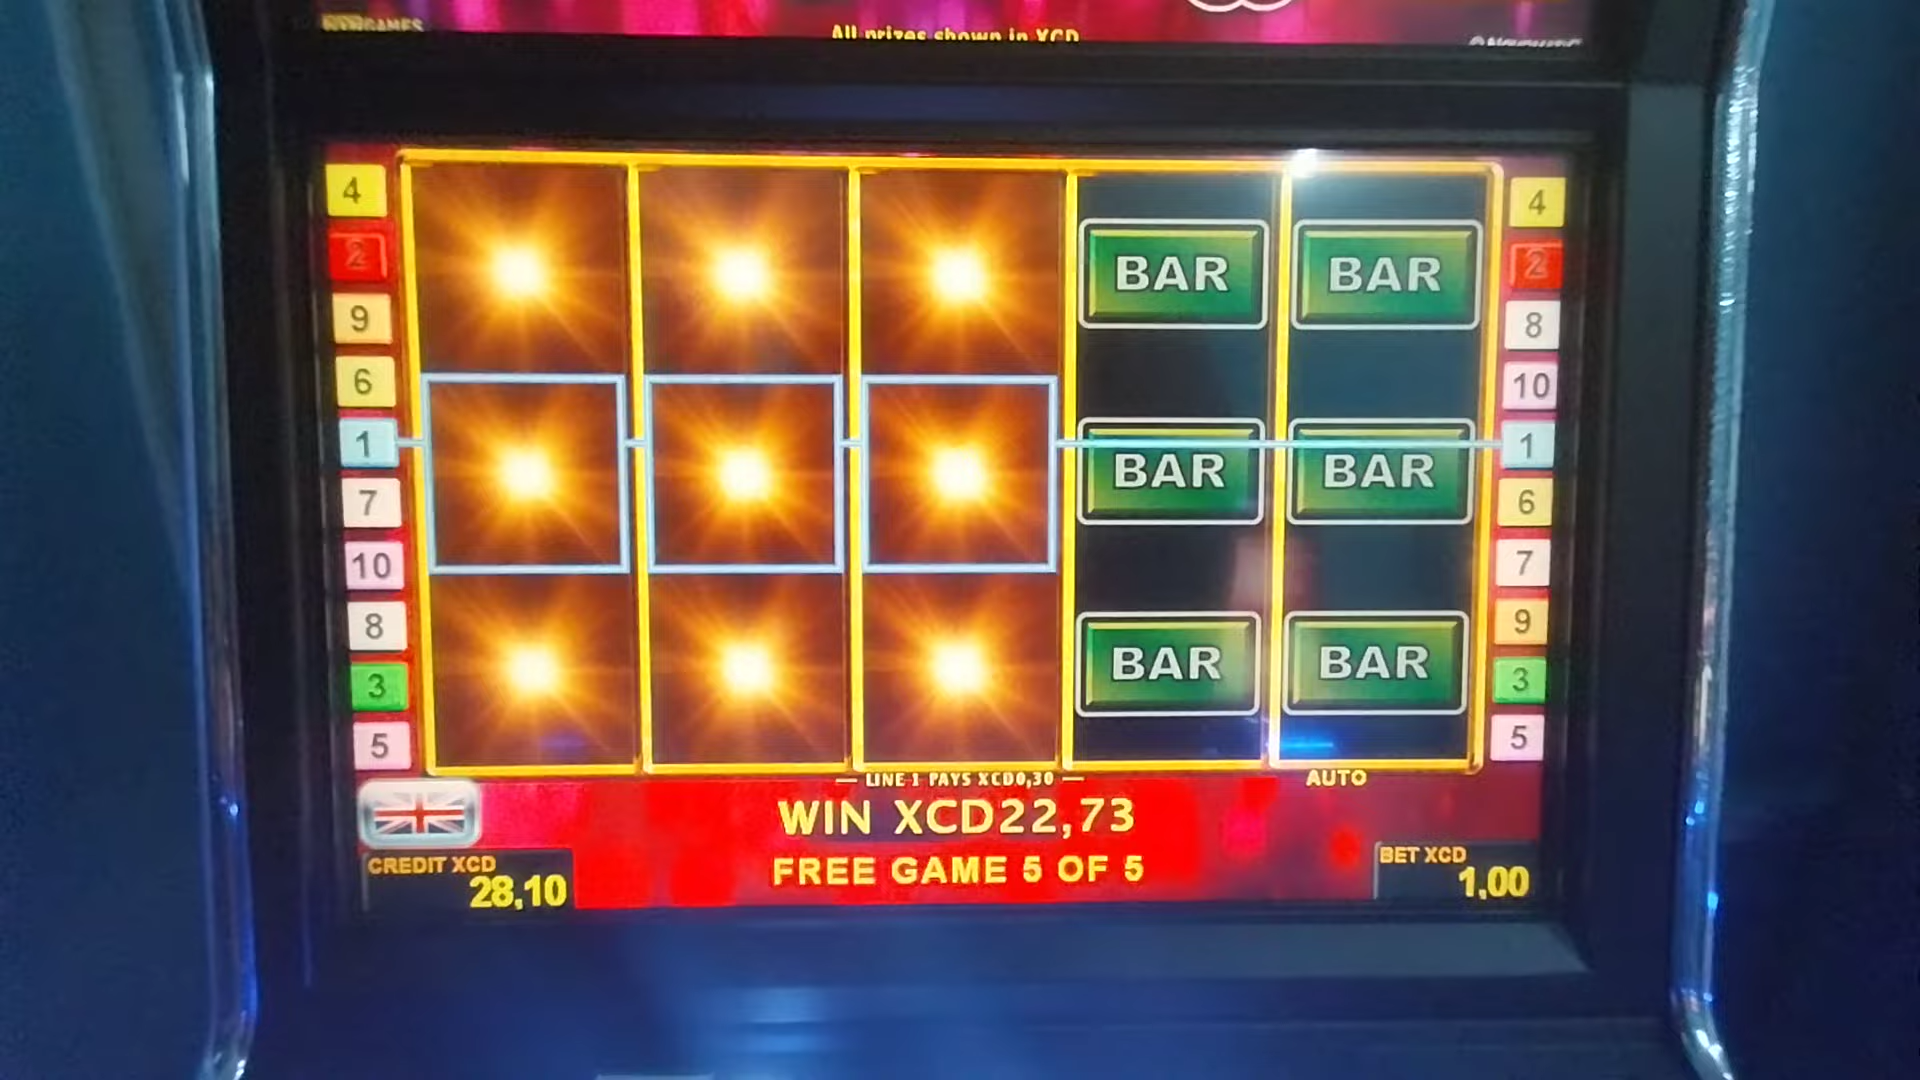 GAMES
All prizes shown in XCD
4 4
2 2
9 8
6 10
1 1
7 6
10 7
8 9
3 3
5 5
BAR BAR
BAR BAR
BAR BAR
LINE 1 PAYS XCD0,30
AUTO
WIN XCD22,73
FREE GAME 5 OF 5
CREDIT XCD
28,10
BET XCD
1,00